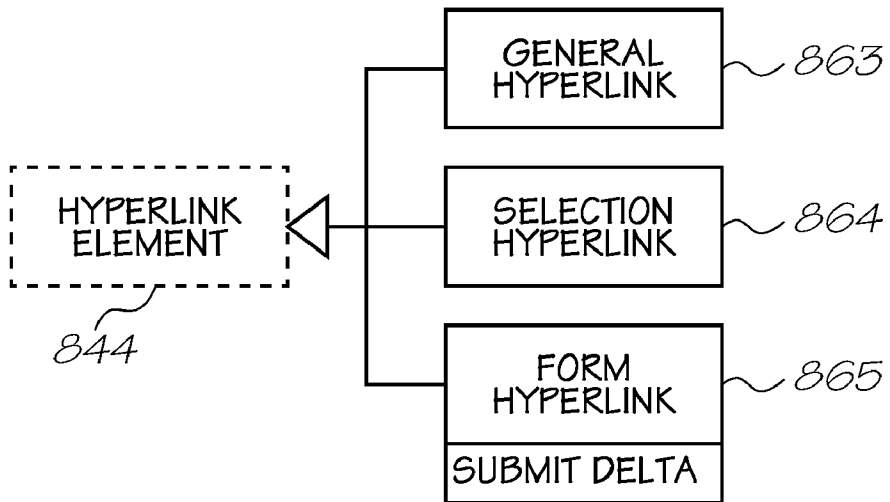 GENERAL
HYPERLINK
863
HYPERLINK
ELEMENT
844
SELECTION
HYPERLINK
864
FORM
HYPERLINK
865
SUBMIT DELTA